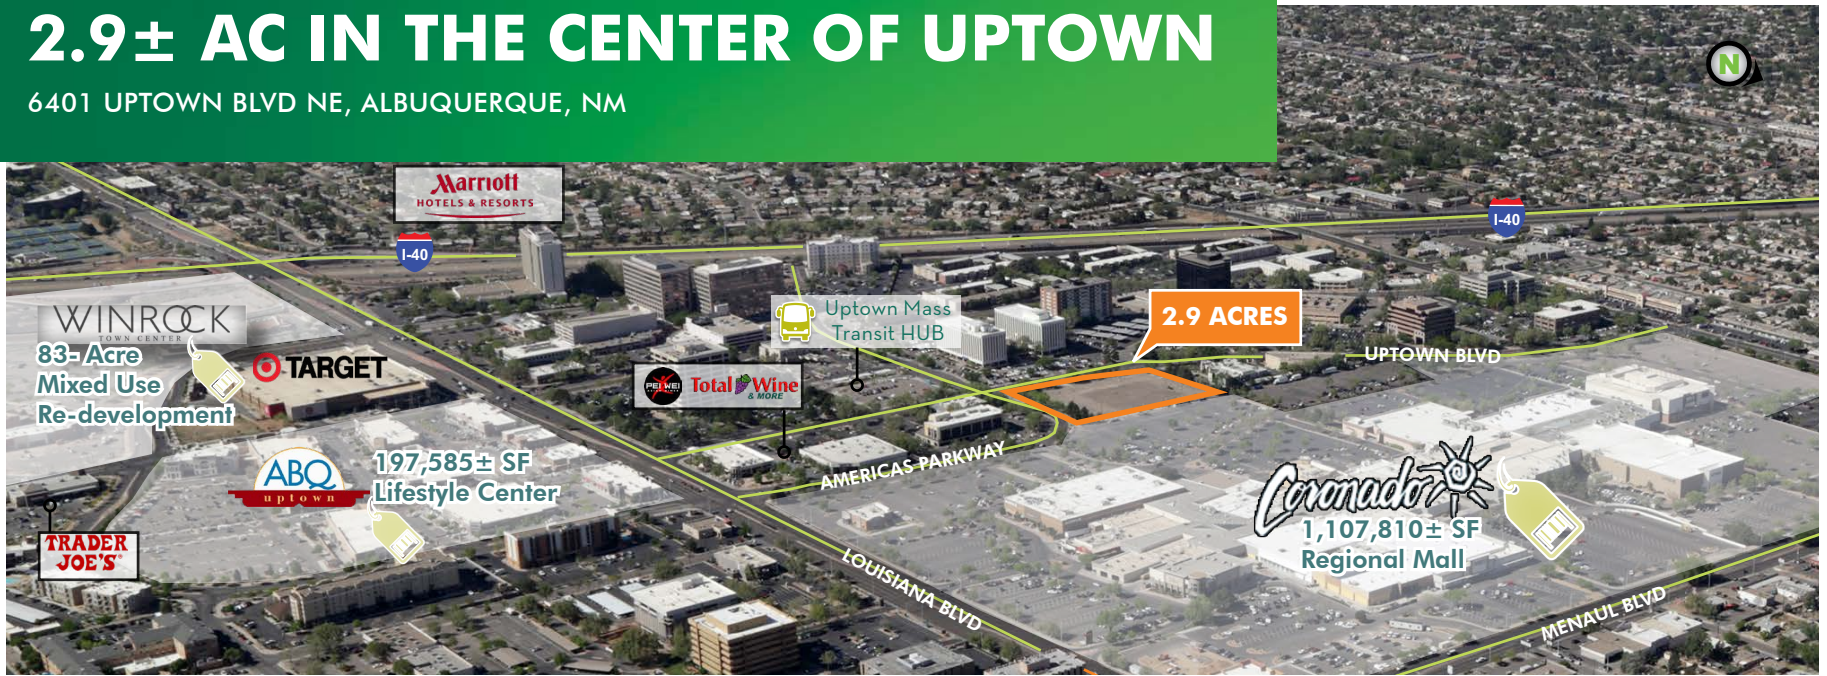 2.9± AC IN THE CENTER OF UPTOWN
6401 UPTOWN BLVD NE, ALBUQUERQUE, NM
N
Marriott
HOTELS & RESORTS
I-40
I-40
WINROCK
TOWN CENTER
83- Acre
Mixed Use
Re-development
TARGET
Uptown Mass
Transit HUB
2.9 ACRES
UPTOWN BLVD
PEI WEI
Total Wine
& MORE
AMERICAS PARKWAY
ABQ
uptown
197,585± SF
Lifestyle Center
TRADER
JOE'S
LOUISIANA BLVD
Coronado
1,107,810± SF
Regional Mall
MENAUL BLVD